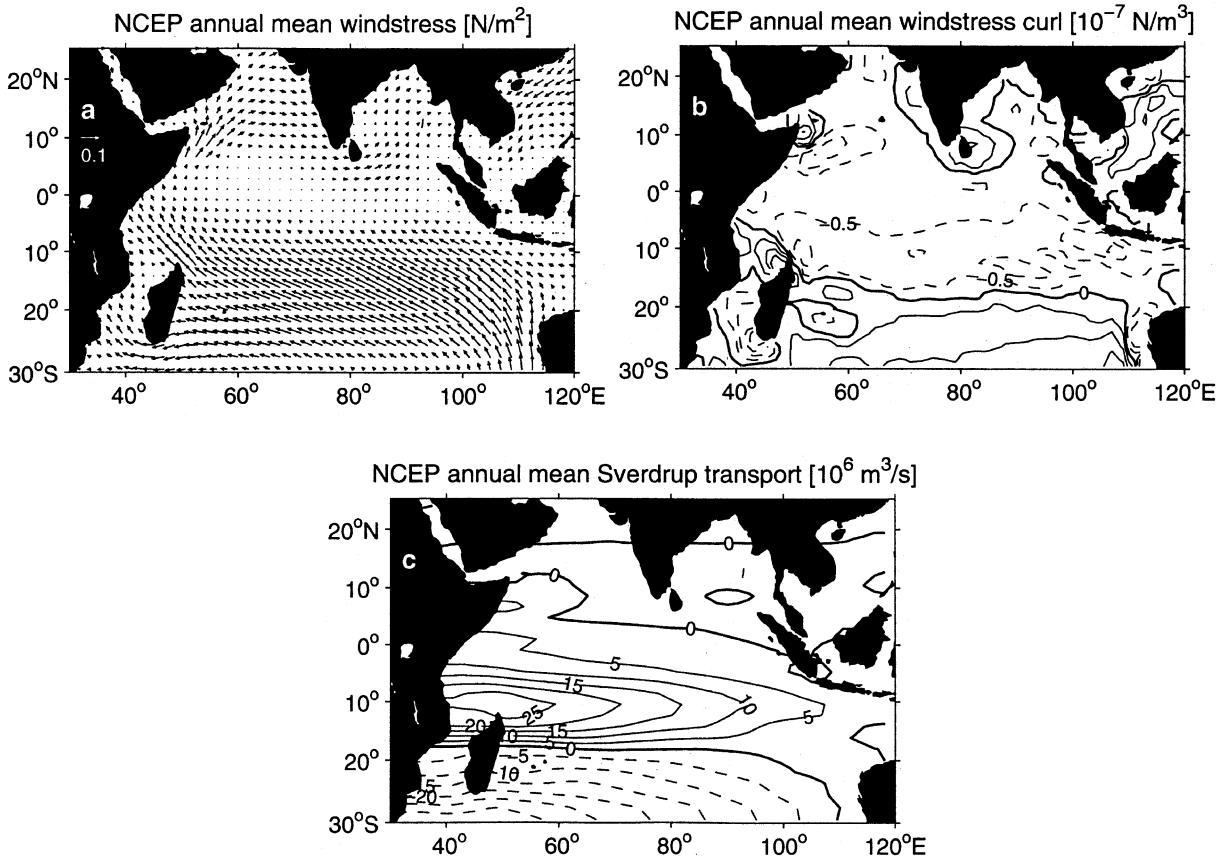 NCEP annual mean windstress [N/m²]
20°N
a
10°
0.1
0°
10°
20°
30°S
40° 60° 80° 100° 120°E
NCEP annual mean windstress curl [10⁻⁷ N/m³]
20°N
b
10°
0°
-0.5
10°
-0.5 0
20°
30°S
40° 60° 80° 100° 120°E
NCEP annual mean Sverdrup transport [10⁶ m³/s]
20°N
0
c
0
10°
0
0°
5
15
10°
25 10 5
20 15
0 5 0
-5
20°
-10
-20
30°S
40° 60° 80° 100° 120°E